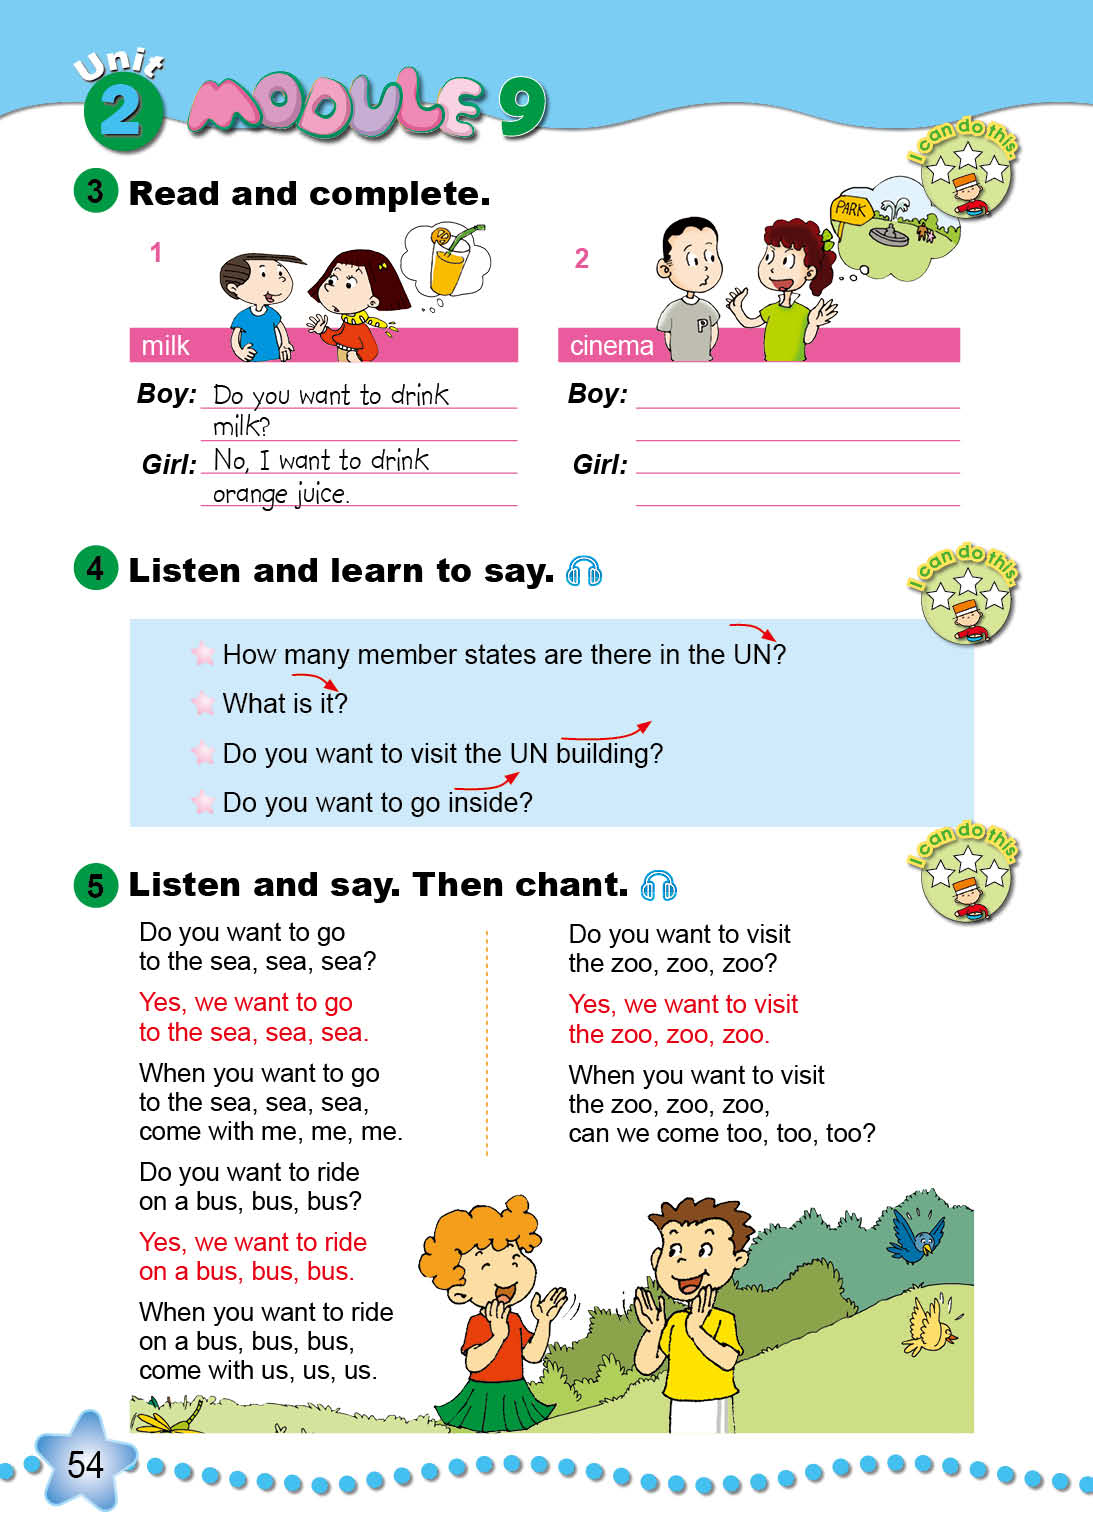 Unit
2 MODULE 9
I can do this.
3 Read and complete.
PARK
1
2
P
milk
cinema
Boy: Do you want to drink
milk?
Girl: No, I want to drink
orange juice.
Boy:
Girl:
I can do this.
4 Listen and learn to say.
How many member states are there in the UN?
What is it?
Do you want to visit the UN building?
Do you want to go inside?
I can do this.
5 Listen and say. Then chant.
Do you want to go
to the sea, sea, sea?
Yes, we want to go
to the sea, sea, sea.
When you want to go
to the sea, sea, sea,
come with me, me, me.
Do you want to ride
on a bus, bus, bus?
Yes, we want to ride
on a bus, bus, bus.
When you want to ride
on a bus, bus, bus,
come with us, us, us.
Do you want to visit
the zoo, zoo, zoo?
Yes, we want to visit
the zoo, zoo, zoo.
When you want to visit
the zoo, zoo, zoo,
can we come too, too, too?
54